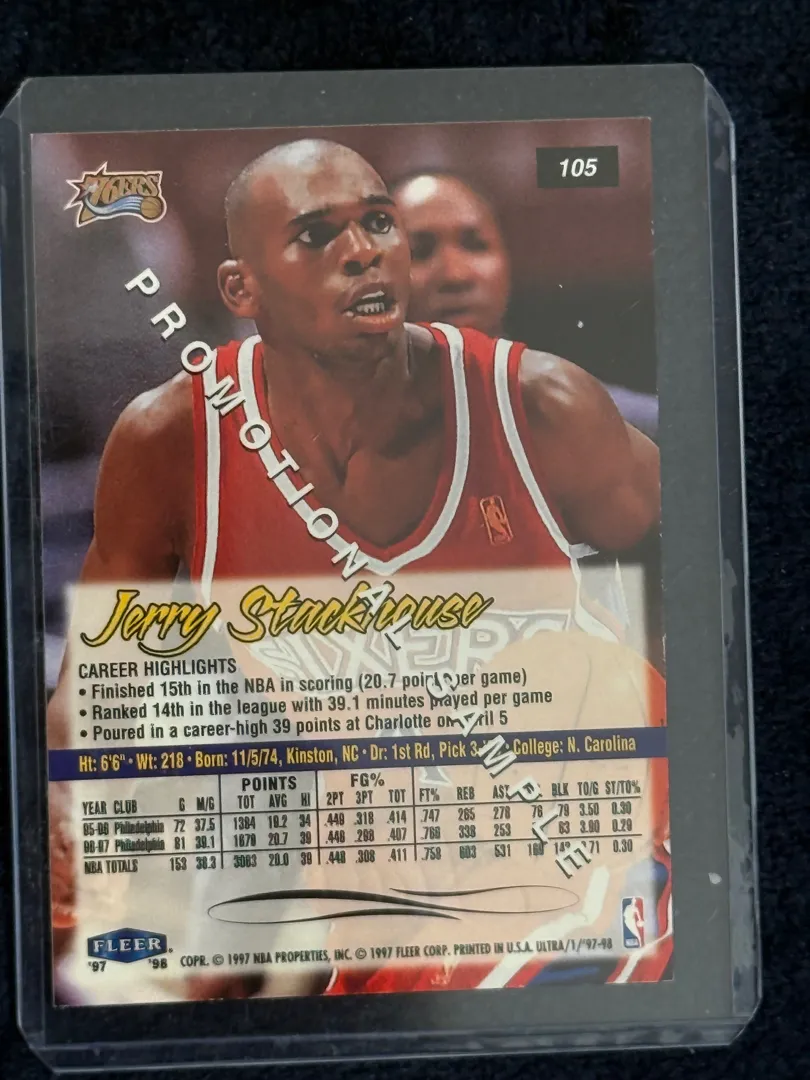 76ERS
105
PROMOTIONAL SAMPLE
Jerry Stackhouse
SIXERS
CAREER HIGHLIGHTS
• Finished 15th in the NBA in scoring (20.7 points per game)
• Ranked 14th in the league with 39.1 minutes played per game
• Poured in a career-high 39 points at Charlotte on April 5
Ht: 6'6" • Wt: 218 • Born: 11/5/74, Kinston, NC • Dr: 1st Rd, Pick 3 • College: N. Carolina
POINTS FG%
YEAR CLUB G M/G TOT AVG HI 2PT 3PT TOT FT% REB AST BLK TO/G ST/TO%
95-96 Philadelphia 72 37.5 1384 19.2 34 .449 .318 .414 .747 265 278 76 79 3.50 0.30
96-97 Philadelphia 81 39.1 1679 20.7 39 .446 .298 .407 .766 338 253 63 3.90 0.29
NBA TOTALS 153 38.3 3063 20.0 39 .448 .308 .411 .758 603 531 0.30
FLEER
'97 '98
COPR. © 1997 NBA PROPERTIES, INC. © 1997 FLEER CORP. PRINTED IN U.S.A. ULTRA/1/'97-98
NBA